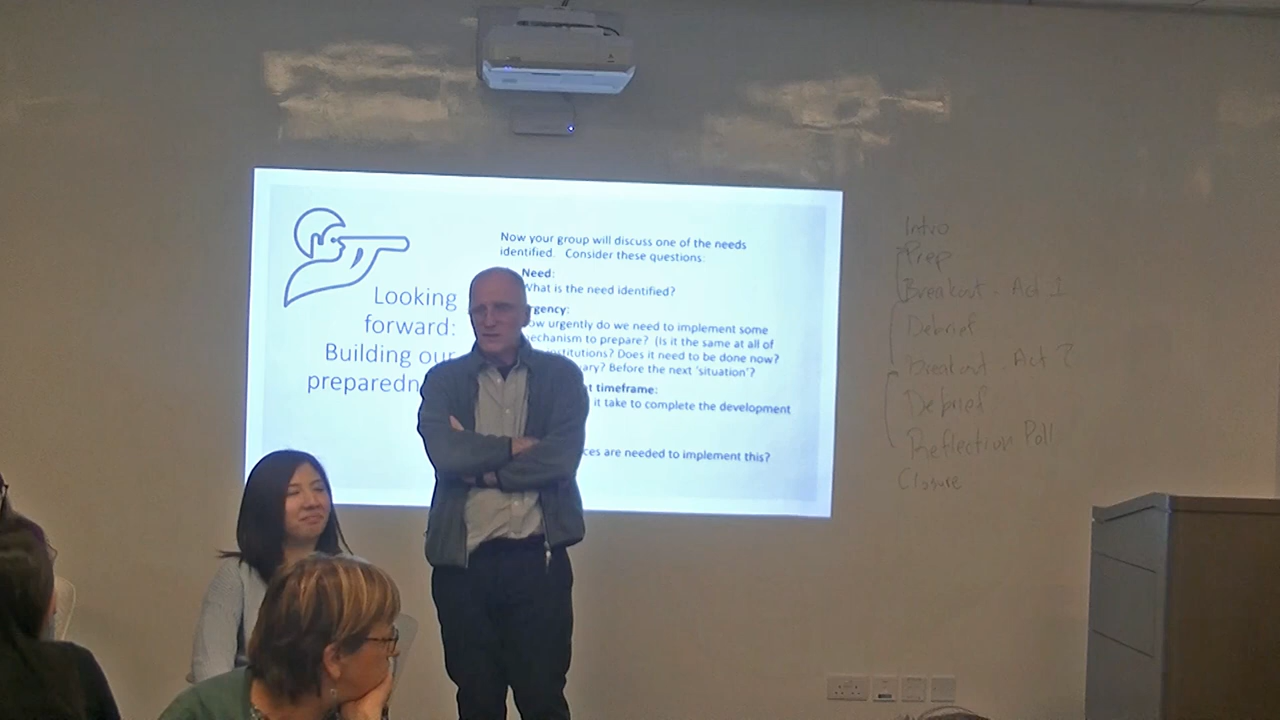 Looking
forward:
Building our
preparedn
Now your group will discuss one of the needs
identified. Consider these questions:
Need:
What is the need identified?
rgency:
ow urgently do we need to implement some
echanism to prepare? (Is it the same at all of
institutions? Does it need to be done now?
ary? Before the next 'situation'?
t timeframe:
it take to complete the development
ces are needed to implement this?
Intro
Prep
Breakout - Act 1
Debrief
Breakout - Act 2
Debrief
Reflection Poll
Closure